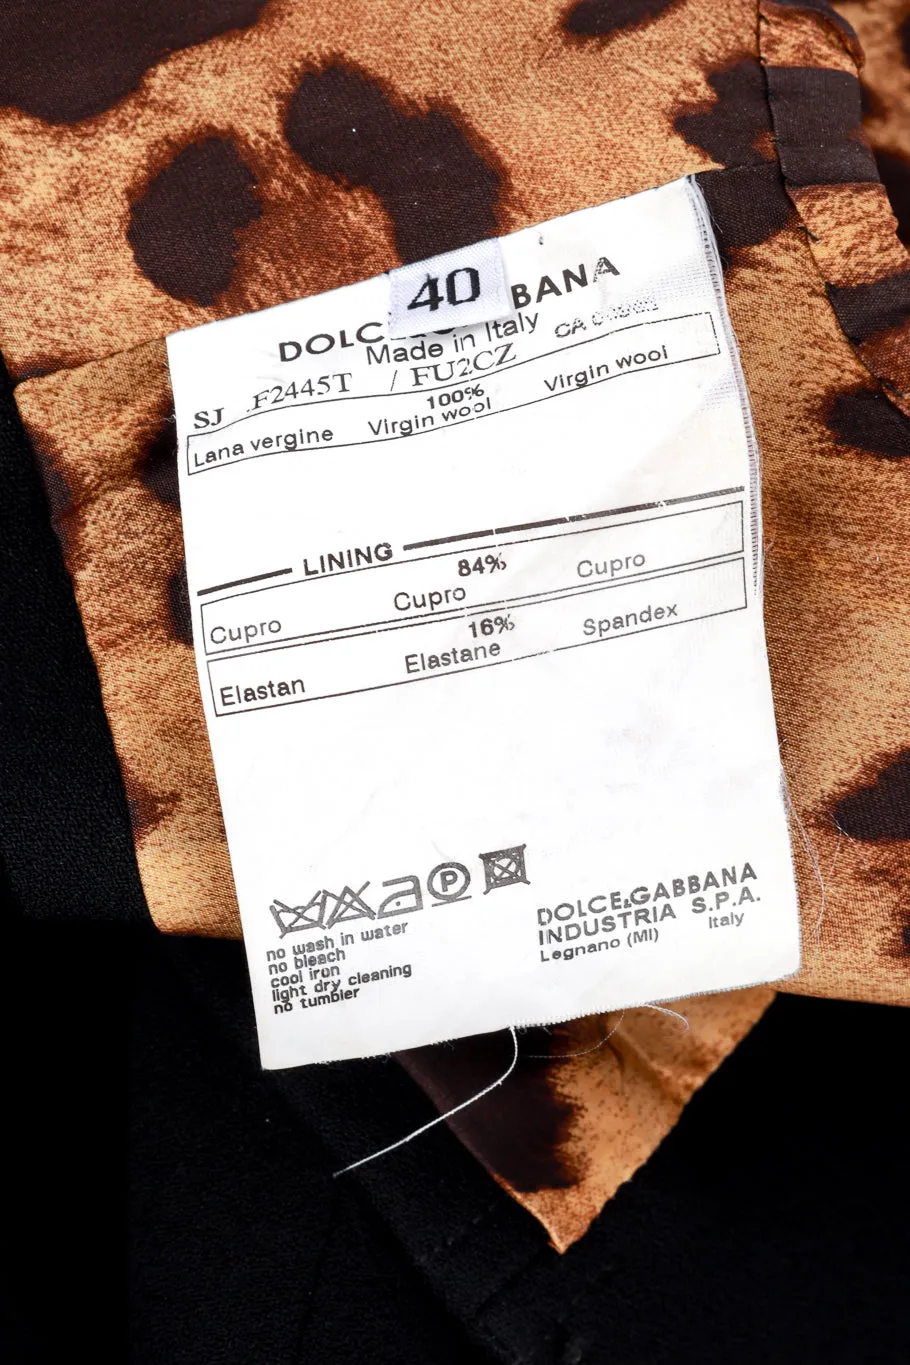 40
DOLC BANA
Made in Italy
SJ F2445T / FU2CZ
100%
Lana vergine Virgin wool Virgin wool
LINING
84%
Cupro Cupro Cupro
16%
Elastan Elastane Spandex
P
no wash in water
no bleach
cool iron
light dry cleaning
no tumbler
DOLCE&GABBANA
INDUSTRIA S.P.A.
Legnano (MI) Italy